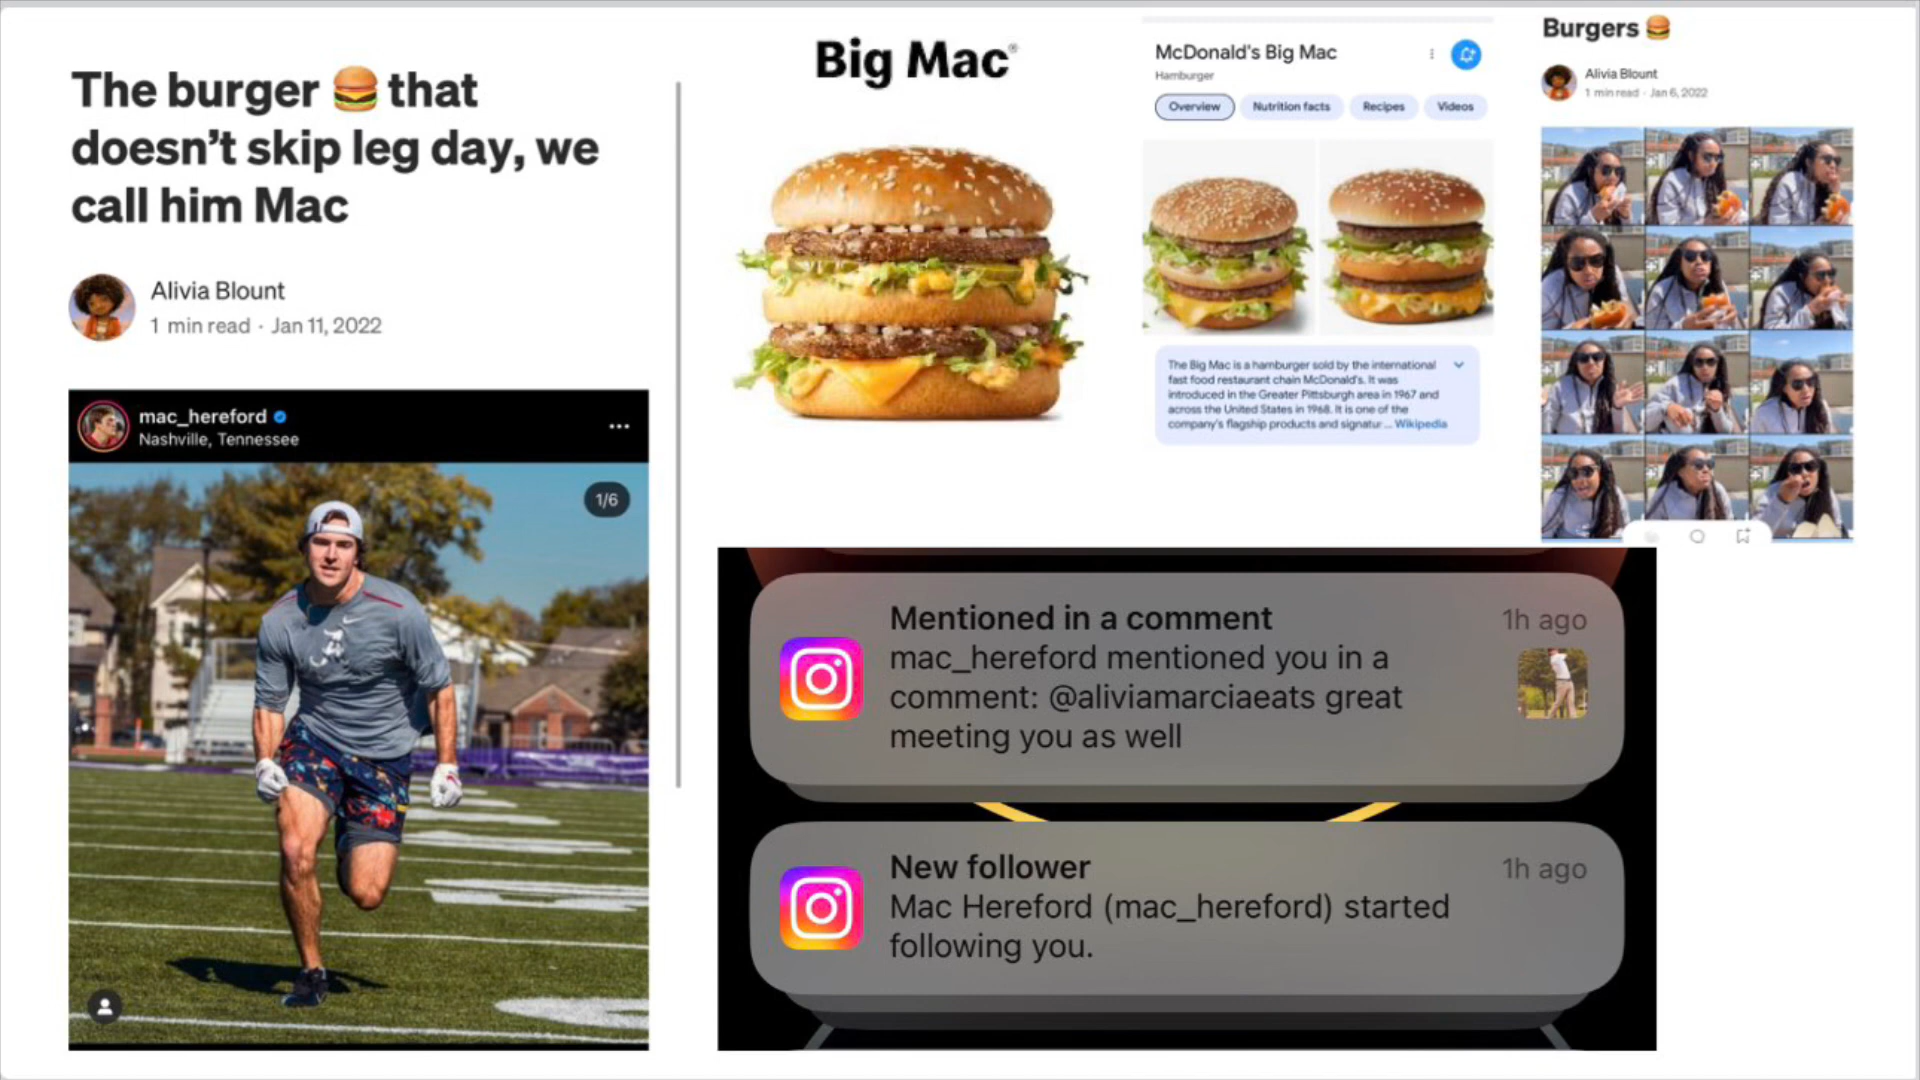 The burger 🍔 that
doesn’t skip leg day, we
call him Mac
Alivia Blount
1 min read · Jan 11, 2022
mac_hereford
Nashville, Tennessee
1/6
Big Mac®
McDonald's Big Mac
Hamburger
Overview
Nutrition facts
Recipes
Videos
The Big Mac is a hamburger sold by the international
fast food restaurant chain McDonald's. It was
introduced in the Greater Pittsburgh area in 1967 and
across the United States in 1968. It is one of the
company's flagship products and signatur ... Wikipedia
Burgers 🍔
Alivia Blount
1 min read · Jan 6, 2022
Mentioned in a comment
1h ago
mac_hereford mentioned you in a
comment: @aliviamarciaeats great
meeting you as well
New follower
1h ago
Mac Hereford (mac_hereford) started
following you.